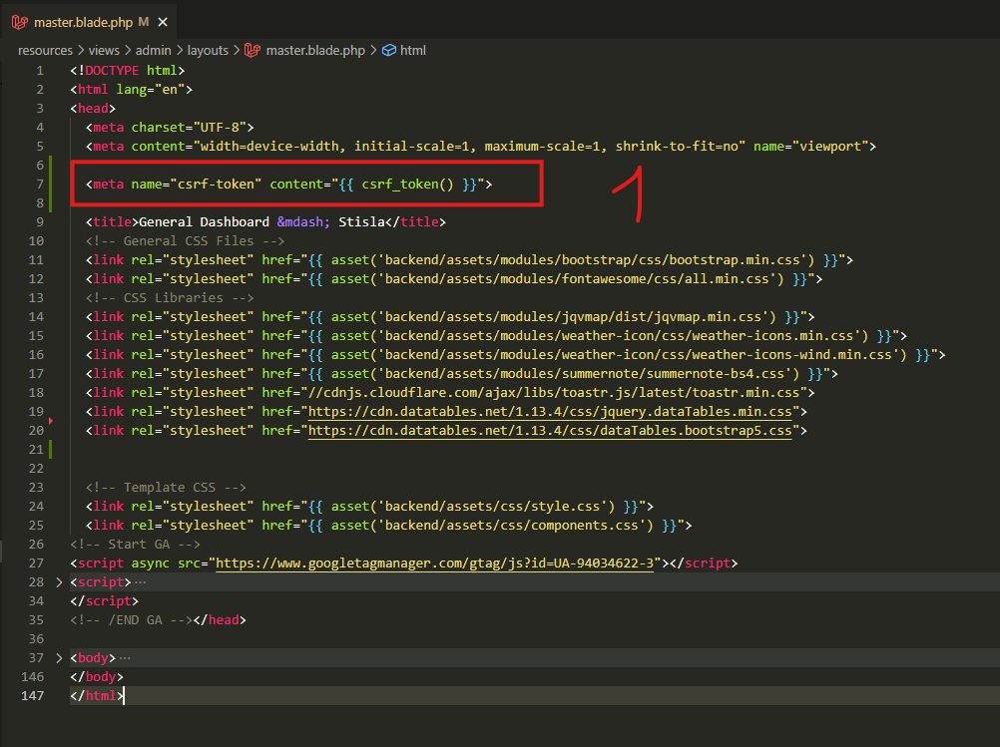 master.blade.php M ×
resources > views > admin > layouts > master.blade.php > html
1 <!DOCTYPE html>
2 <html lang="en">
3 <head>
4 <meta charset="UTF-8">
5 <meta content="width=device-width, initial-scale=1, maximum-scale=1, shrink-to-fit=no" name="viewport">
6
7 <meta name="csrf-token" content="{{ csrf_token() }}">
1
8
9 <title>General Dashboard &mdash; Stisla</title>
10 <!-- General CSS Files -->
11 <link rel="stylesheet" href="{{ asset('backend/assets/modules/bootstrap/css/bootstrap.min.css') }}">
12 <link rel="stylesheet" href="{{ asset('backend/assets/modules/fontawesome/css/all.min.css') }}">
13 <!-- CSS Libraries -->
14 <link rel="stylesheet" href="{{ asset('backend/assets/modules/jqvmap/dist/jqvmap.min.css') }}">
15 <link rel="stylesheet" href="{{ asset('backend/assets/modules/weather-icon/css/weather-icons.min.css') }}">
16 <link rel="stylesheet" href="{{ asset('backend/assets/modules/weather-icon/css/weather-icons-wind.min.css') }}">
17 <link rel="stylesheet" href="{{ asset('backend/assets/modules/summernote/summernote-bs4.css') }}">
18 <link rel="stylesheet" href="//cdnjs.cloudflare.com/ajax/libs/toastr.js/latest/toastr.min.css">
19 <link rel="stylesheet" href="https://cdn.datatables.net/1.13.4/css/jquery.dataTables.min.css">
20 <link rel="stylesheet" href="https://cdn.datatables.net/1.13.4/css/dataTables.bootstrap5.css">
21
22
23 <!-- Template CSS -->
24 <link rel="stylesheet" href="{{ asset('backend/assets/css/style.css') }}">
25 <link rel="stylesheet" href="{{ asset('backend/assets/css/components.css') }}">
26 <!-- Start GA -->
27 <script async src="https://www.googletagmanager.com/gtag/js?id=UA-94034622-3"></script>
28 > <script>···
34 </script>
35 <!-- /END GA --></head>
36
37 > <body>···
146 </body>
147 </html>